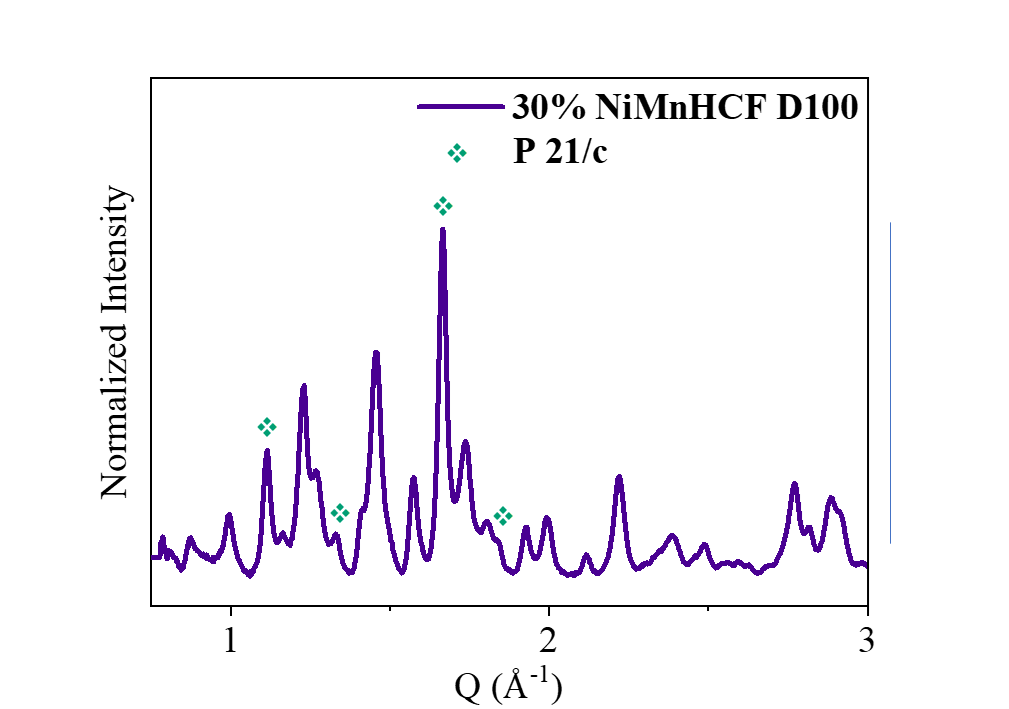 30% NiMnHCF D100
P 21/c
Normalized Intensity
1
2
3
Q (Å⁻¹)